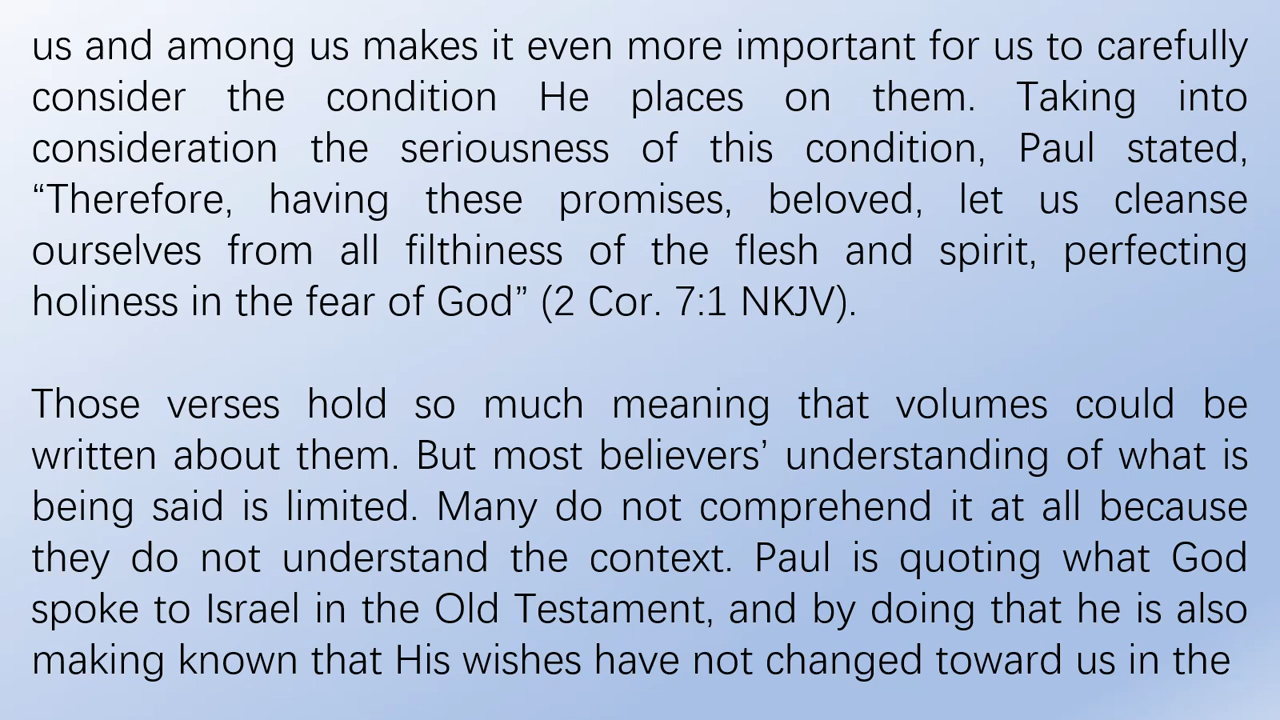 us and among us makes it even more important for us to carefully
consider the condition He places on them. Taking into
consideration the seriousness of this condition, Paul stated,
“Therefore, having these promises, beloved, let us cleanse
ourselves from all filthiness of the flesh and spirit, perfecting
holiness in the fear of God” (2 Cor. 7:1 NKJV).
Those verses hold so much meaning that volumes could be
written about them. But most believers’ understanding of what is
being said is limited. Many do not comprehend it at all because
they do not understand the context. Paul is quoting what God
spoke to Israel in the Old Testament, and by doing that he is also
making known that His wishes have not changed toward us in the